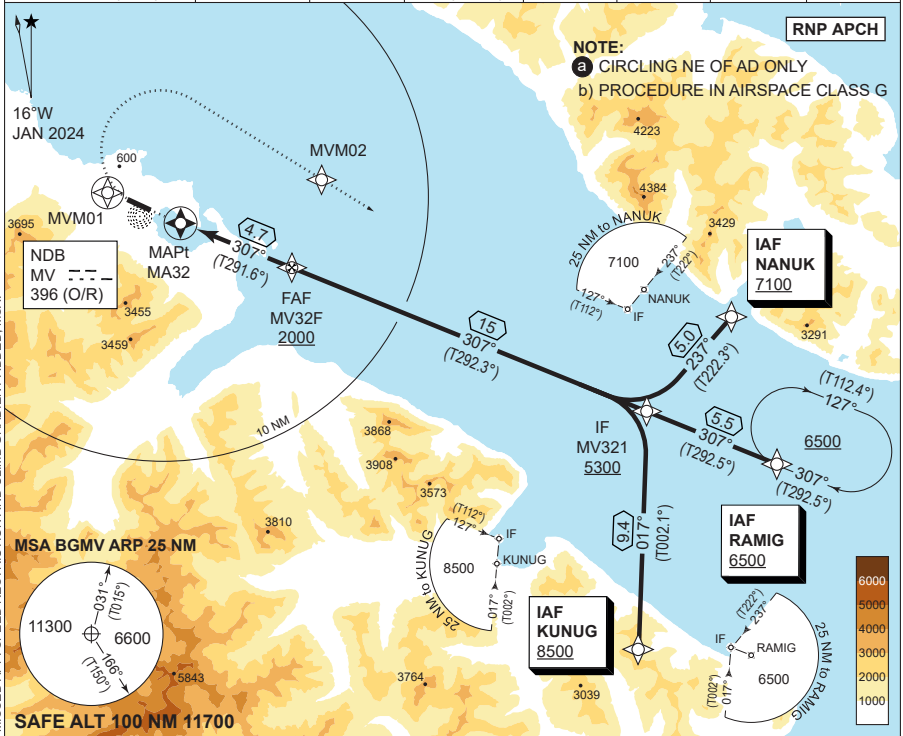 RNP APCH
NOTE:
a CIRCLING NE OF AD ONLY
b) PROCEDURE IN AIRSPACE CLASS G
16°W
JAN 2024
4223
600
MVM02
4384
MVM01
3695
25 NM to NANUK
7100
237°
(T222°)
NANUK
127°
(T112°)
IF
3429
IAF
NANUK
7100
MAPt
MA32
4.7
307°
(T291.6°)
NDB
MV
396 (O/R)
FAF
MV32F
2000
3455
3459
15
307°
(T292.3°)
5.0
237°
(T222.3°)
3291
(T112.4°)
127°
6500
IF
MV321
5300
5.5
307°
(T292.5°)
307°
(T292.5°)
10 NM
3868
3908
3573
3810
9.4
017°
(T002.1°)
IAF
RAMIG
6500
MSA BGMV ARP 25 NM
11300
031°
(T015°)
6600
166°
(T150°)
25 NM to KUNUG
8500
(T112°)
127°
IF
KUNUG
017°
(T002°)
IAF
KUNUG
8500
25 NM to RAMIG
(T222°)
237°
IF
RAMIG
6500
(T002°)
017°
5843
3764
3039
6000
5000
4000
3000
2000
1000
SAFE ALT 100 NM 11700